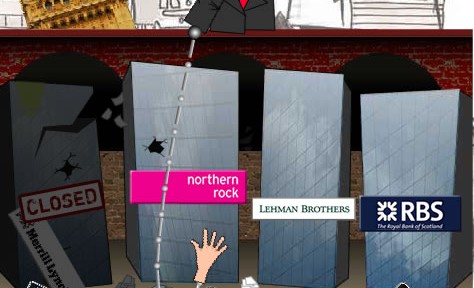 northern
rock
CLOSED
LEHMAN BROTHERS
RBS
The Royal Bank of Scotland
Merrill Lync